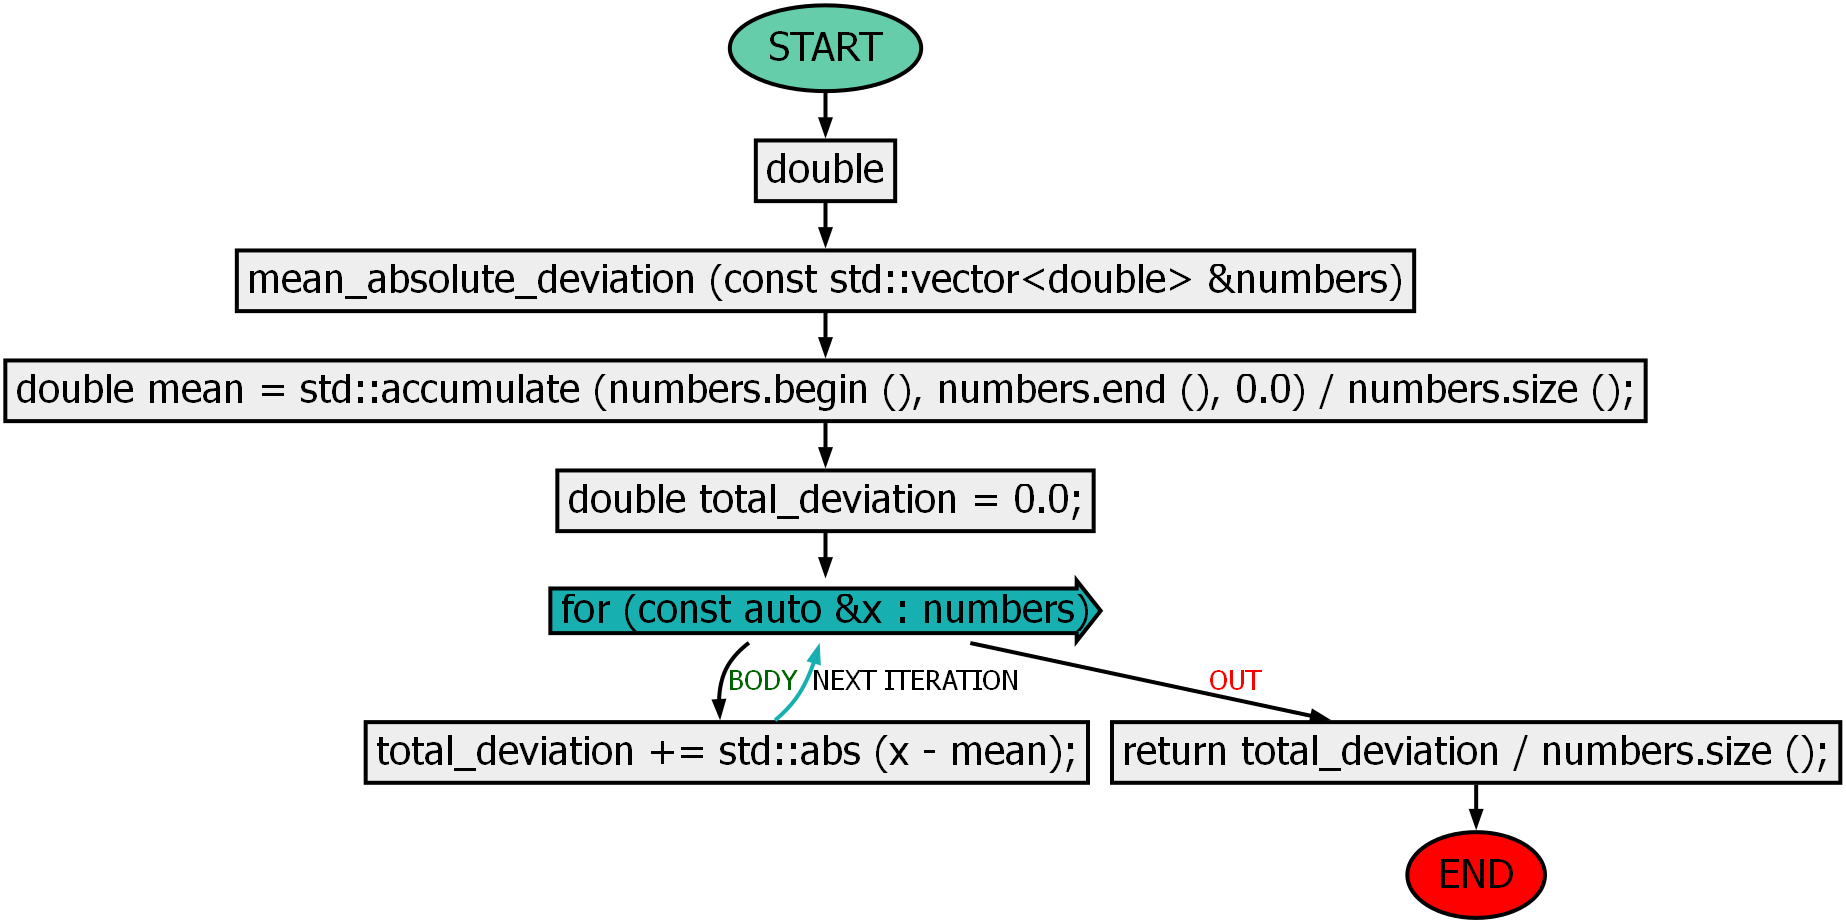 START
double
mean_absolute_deviation (const std::vector<double> &numbers)
double mean = std::accumulate (numbers.begin (), numbers.end (), 0.0) / numbers.size ();
double total_deviation = 0.0;
for (const auto &x : numbers)
BODY
NEXT ITERATION
OUT
total_deviation += std::abs (x - mean);
return total_deviation / numbers.size ();
END